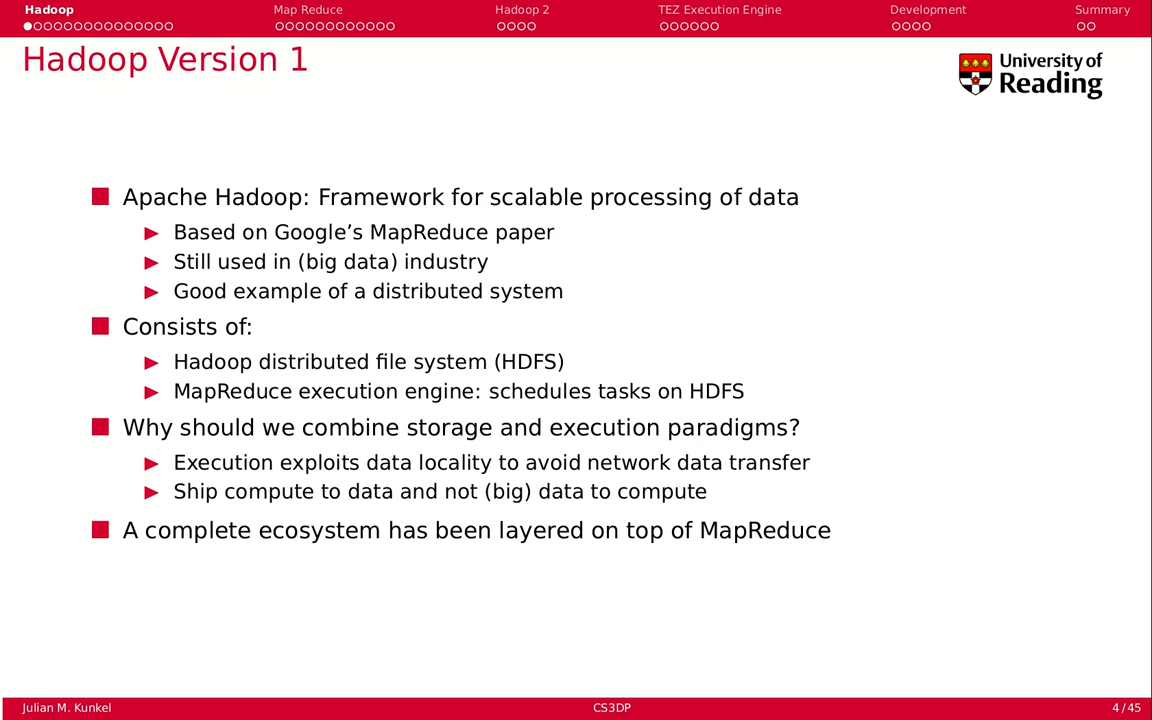 Hadoop Map Reduce Hadoop 2 TEZ Execution Engine Development Summary
Hadoop Version 1
University of
Reading
Apache Hadoop: Framework for scalable processing of data
Based on Google’s MapReduce paper
Still used in (big data) industry
Good example of a distributed system
Consists of:
Hadoop distributed file system (HDFS)
MapReduce execution engine: schedules tasks on HDFS
Why should we combine storage and execution paradigms?
Execution exploits data locality to avoid network data transfer
Ship compute to data and not (big) data to compute
A complete ecosystem has been layered on top of MapReduce
Julian M. Kunkel CS3DP 4/45